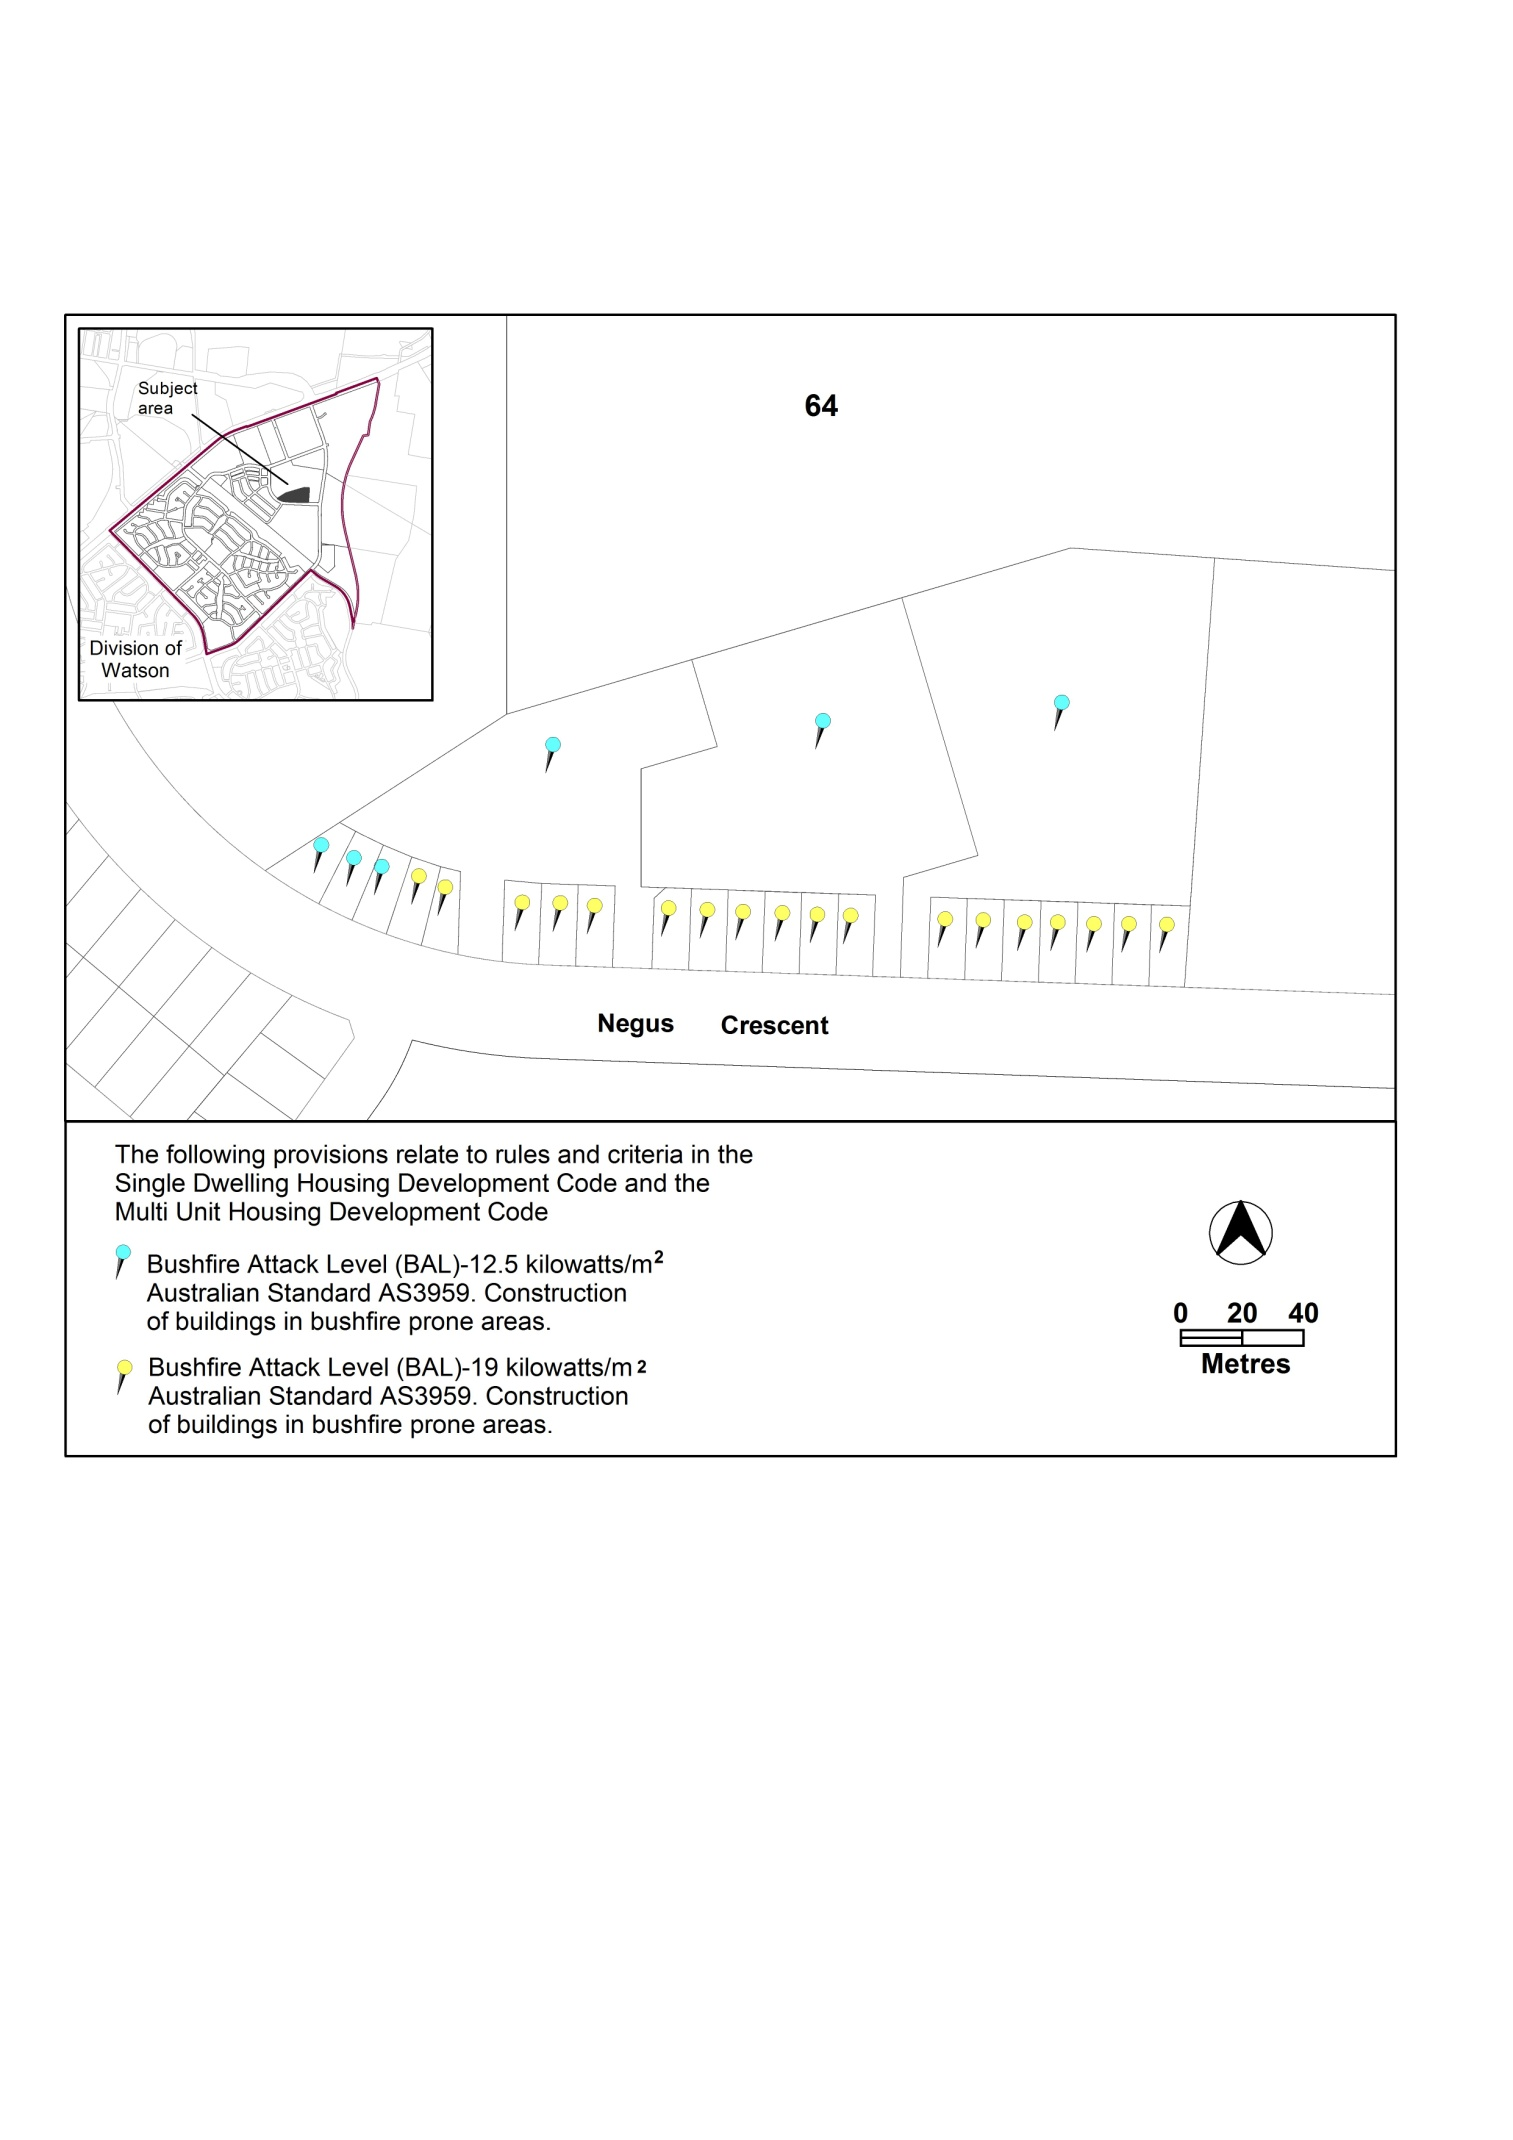 Subject
area
Division of
Watson
64
Negus Crescent
The following provisions relate to rules and criteria in the
Single Dwelling Housing Development Code and the
Multi Unit Housing Development Code
Bushfire Attack Level (BAL)-12.5 kilowatts/m²
Australian Standard AS3959. Construction
of buildings in bushfire prone areas.
Bushfire Attack Level (BAL)-19 kilowatts/m²
Australian Standard AS3959. Construction
of buildings in bushfire prone areas.
0 20 40
Metres